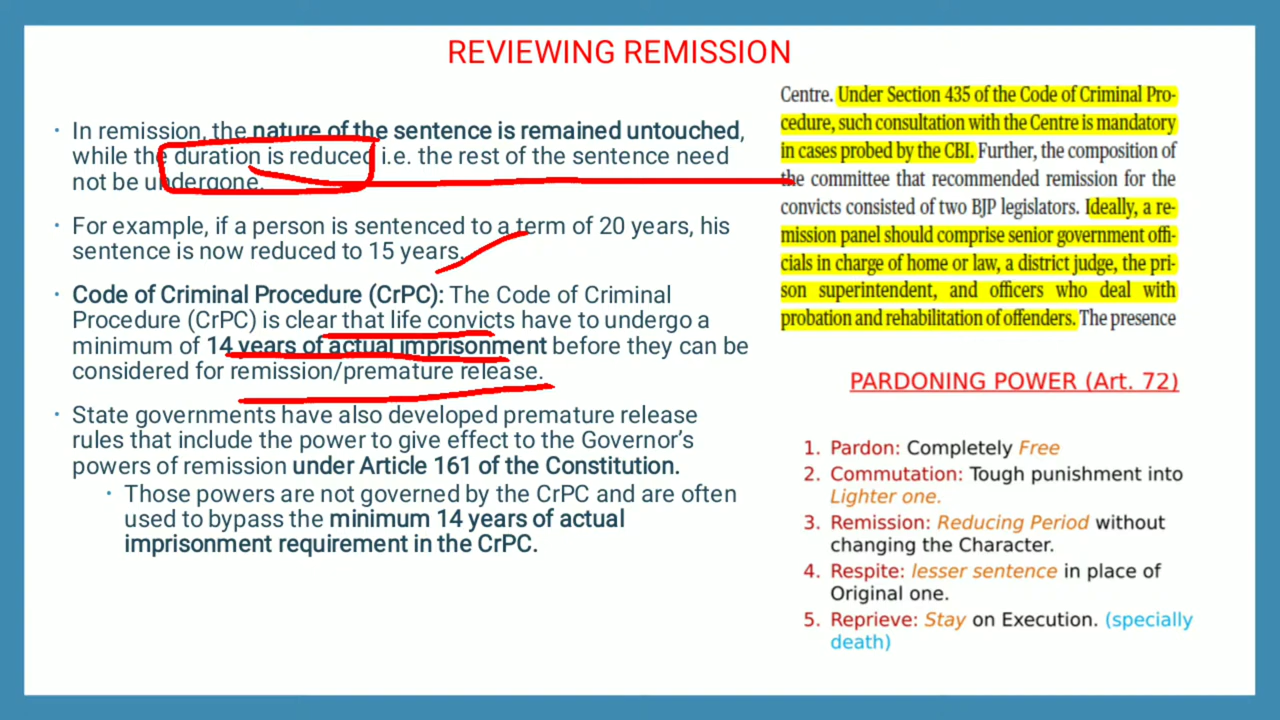 REVIEWING REMISSION
In remission, the nature of the sentence is remained untouched,
while the duration is reduced i.e. the rest of the sentence need
not be undergone.
For example, if a person is sentenced to a term of 20 years, his
sentence is now reduced to 15 years.
Code of Criminal Procedure (CrPC): The Code of Criminal
Procedure (CrPC) is clear that life convicts have to undergo a
minimum of 14 years of actual imprisonment before they can be
considered for remission/premature release.
State governments have also developed premature release
rules that include the power to give effect to the Governor's
powers of remission under Article 161 of the Constitution.
Those powers are not governed by the CrPC and are often
used to bypass the minimum 14 years of actual
imprisonment requirement in the CrPC.
Centre. Under Section 435 of the Code of Criminal Pro-
cedure, such consultation with the Centre is mandatory
in cases probed by the CBI. Further, the composition of
the committee that recommended remission for the
convicts consisted of two BJP legislators. Ideally, a re-
mission panel should comprise senior government offi-
cials in charge of home or law, a district judge, the pri-
son superintendent, and officers who deal with
probation and rehabilitation of offenders. The presence
PARDONING POWER (Art. 72)
1. Pardon: Completely Free
2. Commutation: Tough punishment into
Lighter one.
3. Remission: Reducing Period without
changing the Character.
4. Respite: lesser sentence in place of
Original one.
5. Reprieve: Stay on Execution. (specially
death)